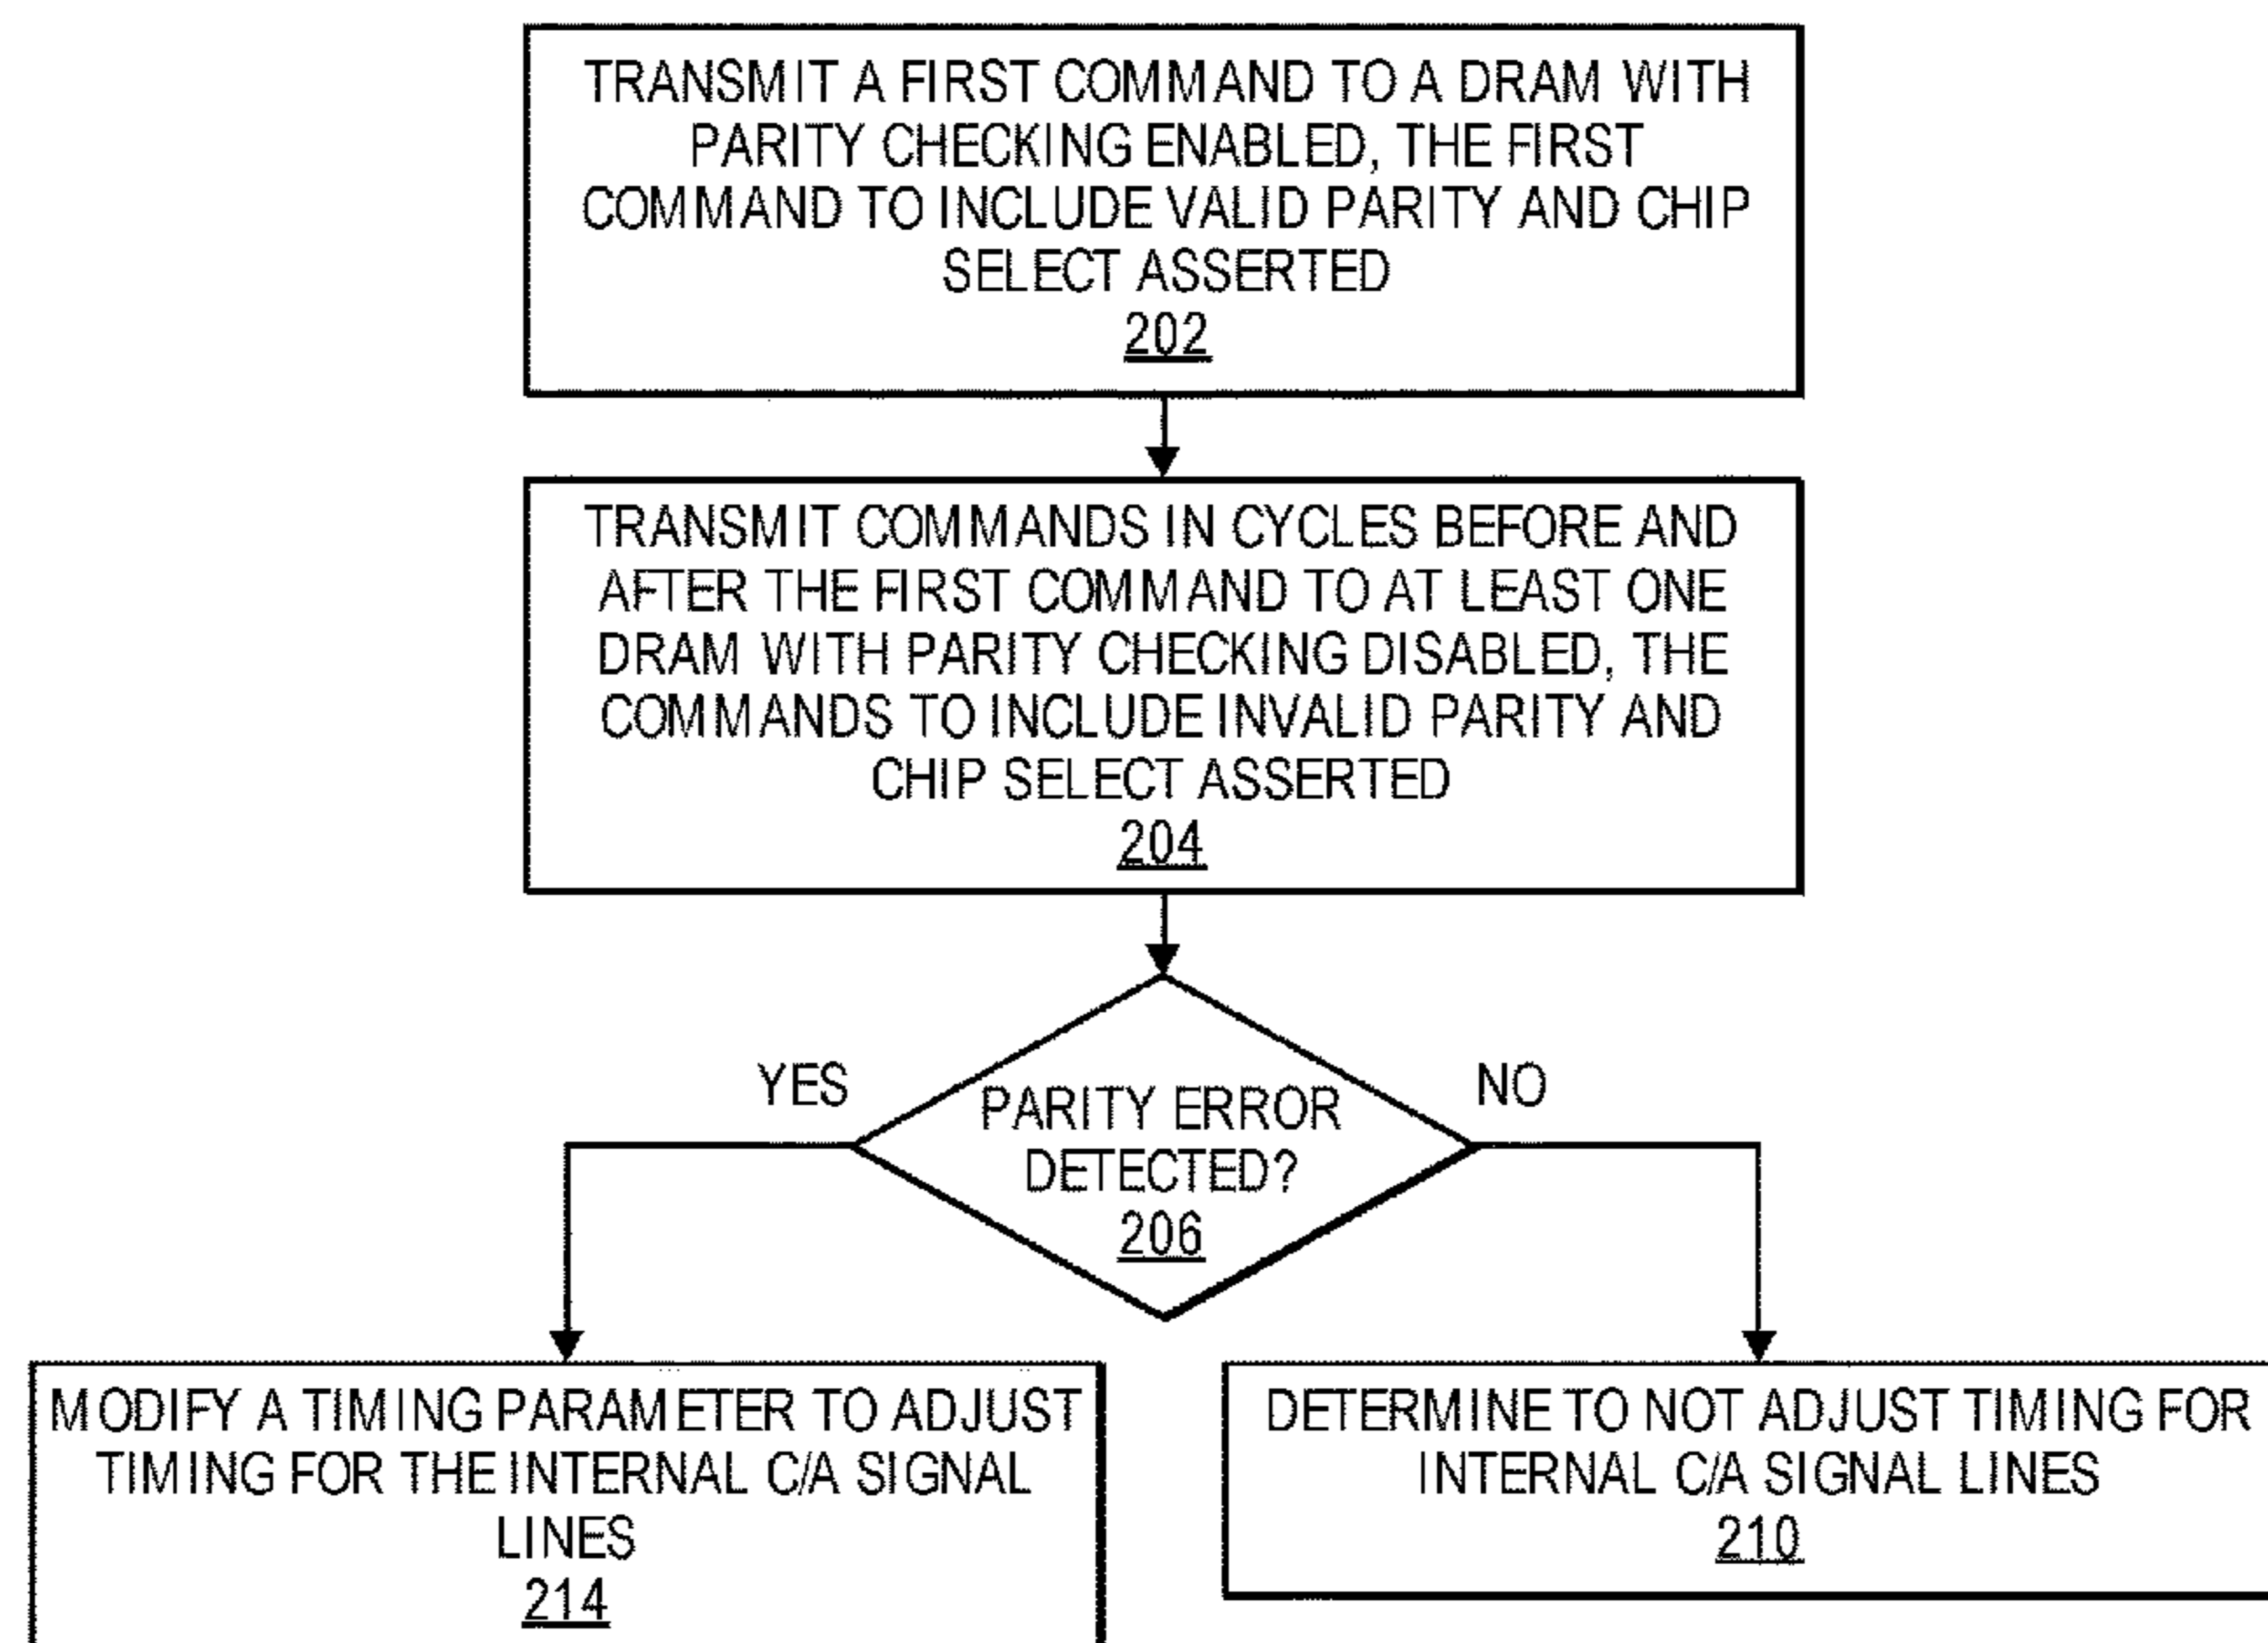 TRANSMIT A FIRST COMMAND TO A DRAM WITH
PARITY CHECKING ENABLED, THE FIRST
COMMAND TO INCLUDE VALID PARITY AND CHIP
SELECT ASSERTED
202
TRANSMIT COMMANDS IN CYCLES BEFORE AND
AFTER THE FIRST COMMAND TO AT LEAST ONE
DRAM WITH PARITY CHECKING DISABLED, THE
COMMANDS TO INCLUDE INVALID PARITY AND
CHIP SELECT ASSERTED
204
YES
NO
PARITY ERROR
DETECTED?
206
MODIFY A TIMING PARAMETER TO ADJUST
TIMING FOR THE INTERNAL C/A SIGNAL
LINES
214
DETERMINE TO NOT ADJUST TIMING FOR
INTERNAL C/A SIGNAL LINES
210